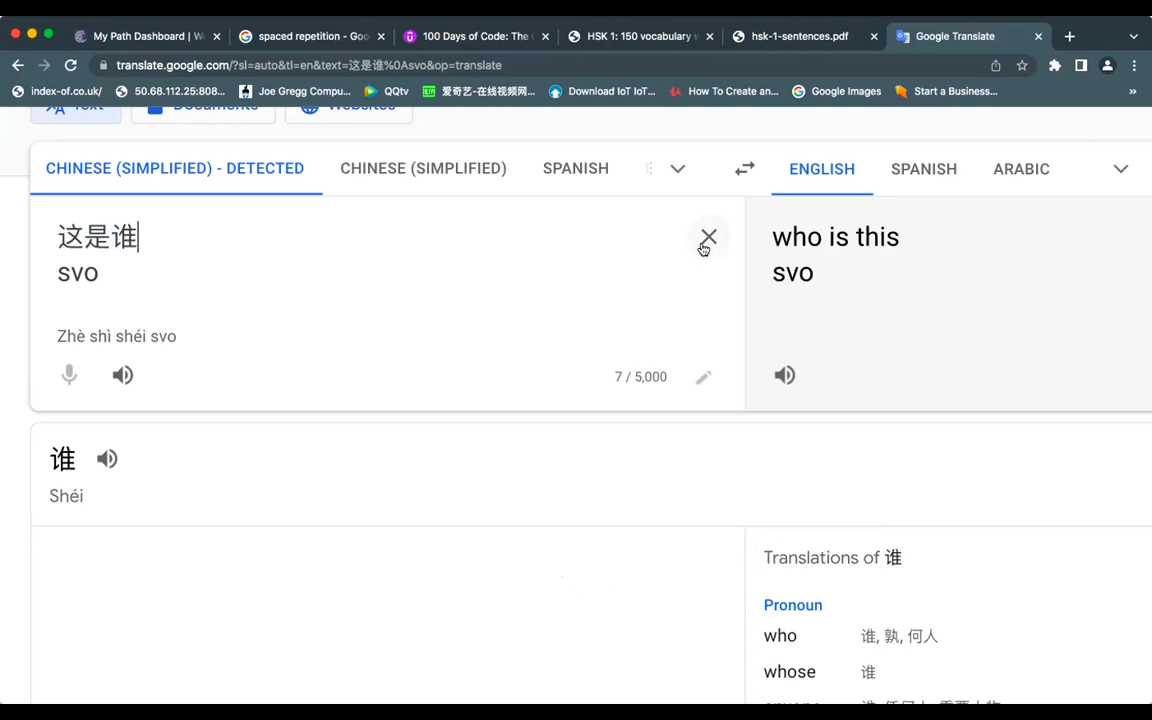 My Path Dashboard | W
spaced repetition - Goo
100 Days of Code: The
HSK 1: 150 vocabulary
hsk-1-sentences.pdf
Google Translate
translate.google.com/?sl=auto&tl=en&text=这是谁%0Asvo&op=translate
index-of.co.uk/
50.68.112.25:808...
Joe Gregg Compu...
QQtv
爱奇艺-在线视频网...
Download IoT IoT...
How To Create an...
Google Images
Start a Business...
Text
Documents
Websites
CHINESE (SIMPLIFIED) - DETECTED
CHINESE (SIMPLIFIED)
SPANISH
ENGLISH
SPANISH
ARABIC
这是谁
svo
Zhè shì shéi svo
7 / 5,000
who is this
svo
谁
Shéi
Translations of 谁
Pronoun
who
谁, 孰, 何人
whose
谁